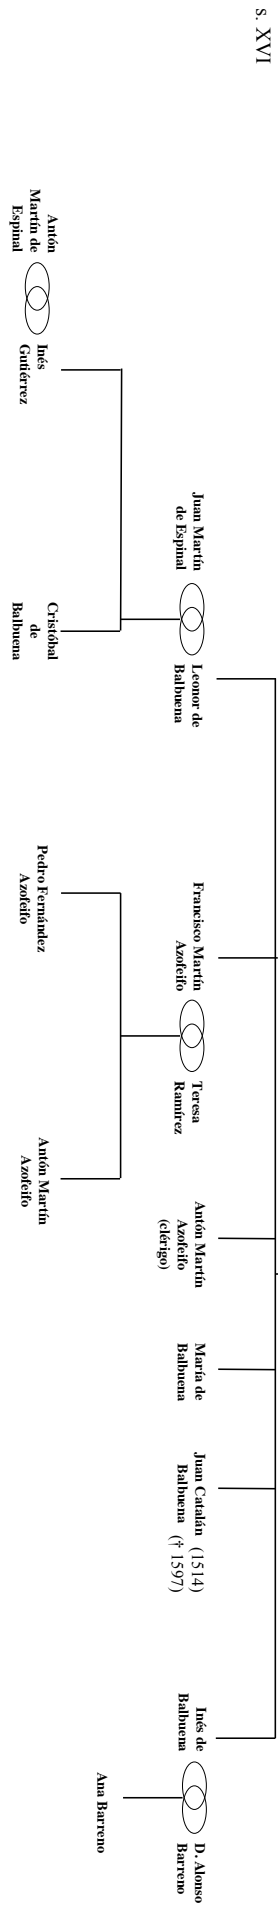 s. XVI
Juan Martín
de Espinal
Leonor de
Balbuena
Francisco Martín
Azofeifo
Teresa
Ramírez
Antón Martín
Azofeifo
(clérigo)
María de
Balbuena
Juan Catalán (1514)
Balbuena († 1597)
Inés de
Balbuena
D. Alonso
Barreno
Antón
Martín de
Espinal
Inés
Gutiérrez
Cristóbal
de
Balbuena
Pedro Fernández
Azofeifo
Antón Martín
Azofeifo
Ana Barreno